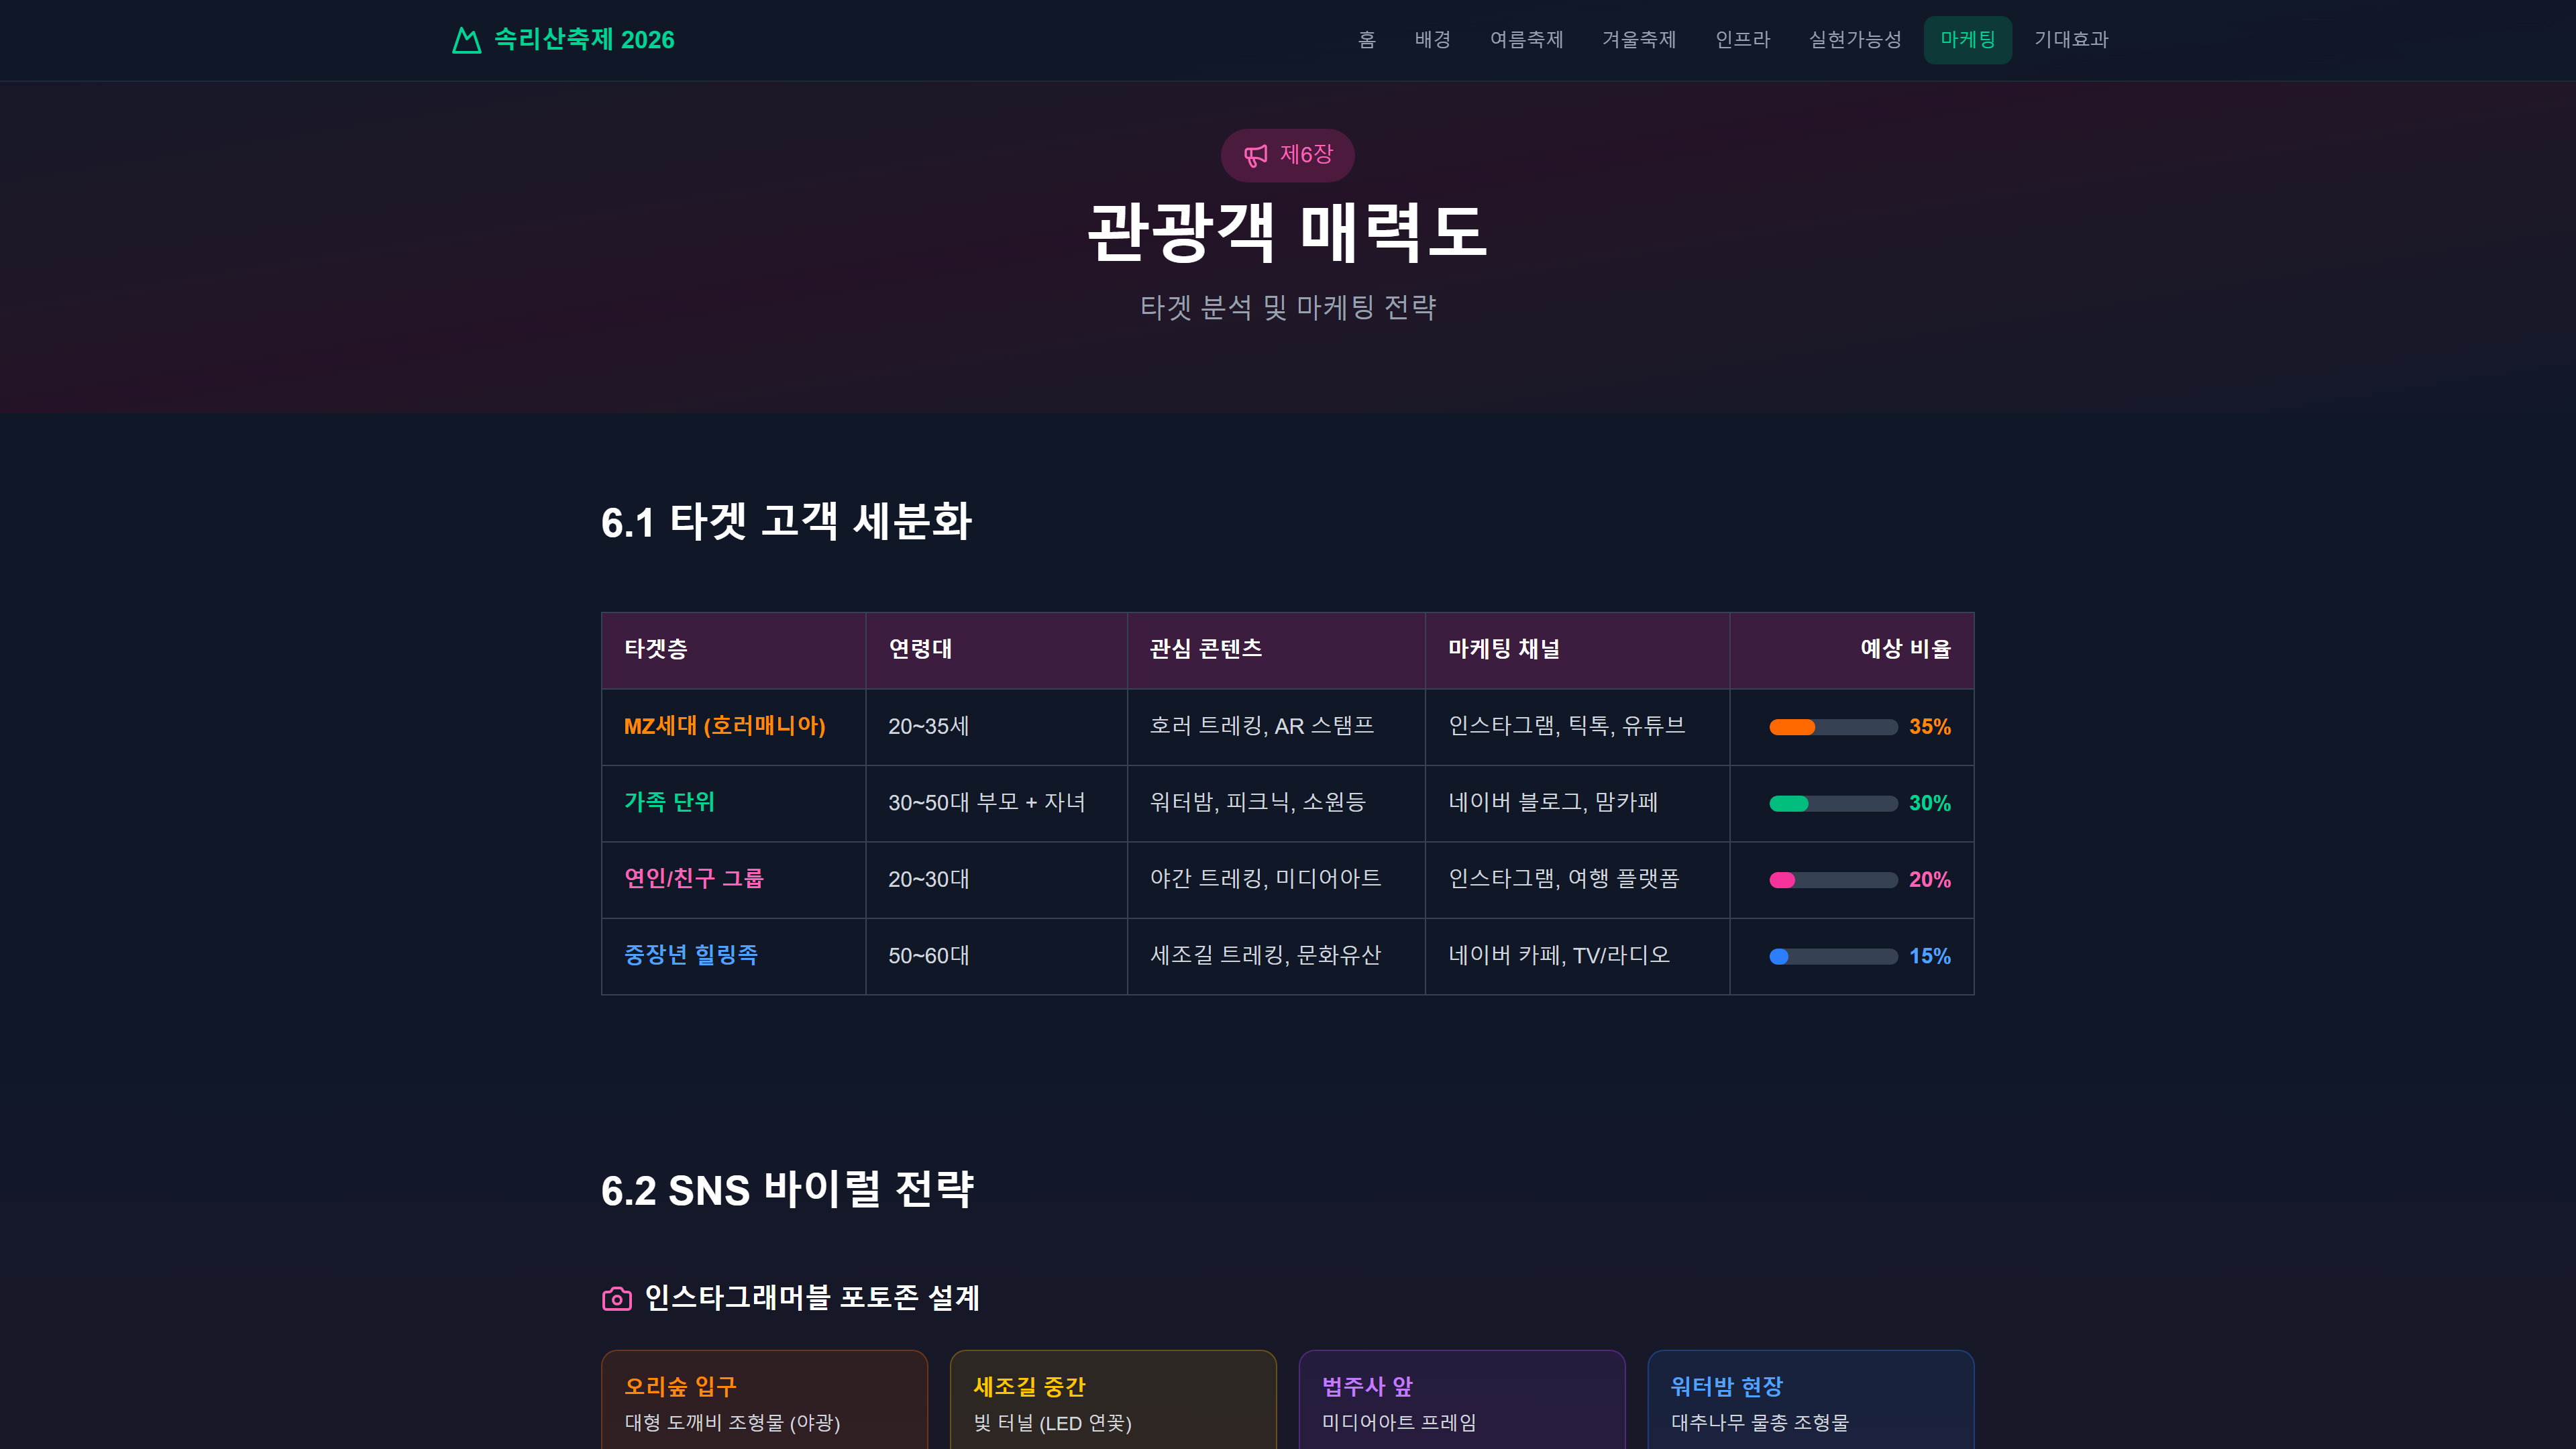 속리산축제 2026
홈 배경 여름축제 겨울축제 인프라 실현가능성 마케팅 기대효과
제6장
관광객 매력도
타겟 분석 및 마케팅 전략
6.1 타겟 고객 세분화
타겟층 연령대 관심 콘텐츠 마케팅 채널 예상 비율
MZ세대 (호러매니아) 20~35세 호러 트레킹, AR 스탬프 인스타그램, 틱톡, 유튜브 35%
가족 단위 30~50대 부모 + 자녀 워터밤, 피크닉, 소원등 네이버 블로그, 맘카페 30%
연인/친구 그룹 20~30대 야간 트레킹, 미디어아트 인스타그램, 여행 플랫폼 20%
중장년 힐링족 50~60대 세조길 트레킹, 문화유산 네이버 카페, TV/라디오 15%
6.2 SNS 바이럴 전략
인스타그래머블 포토존 설계
오리숲 입구
대형 도깨비 조형물 (야광)
세조길 중간
빛 터널 (LED 연꽃)
법주사 앞
미디어아트 프레임
워터밤 현장
대추나무 물총 조형물